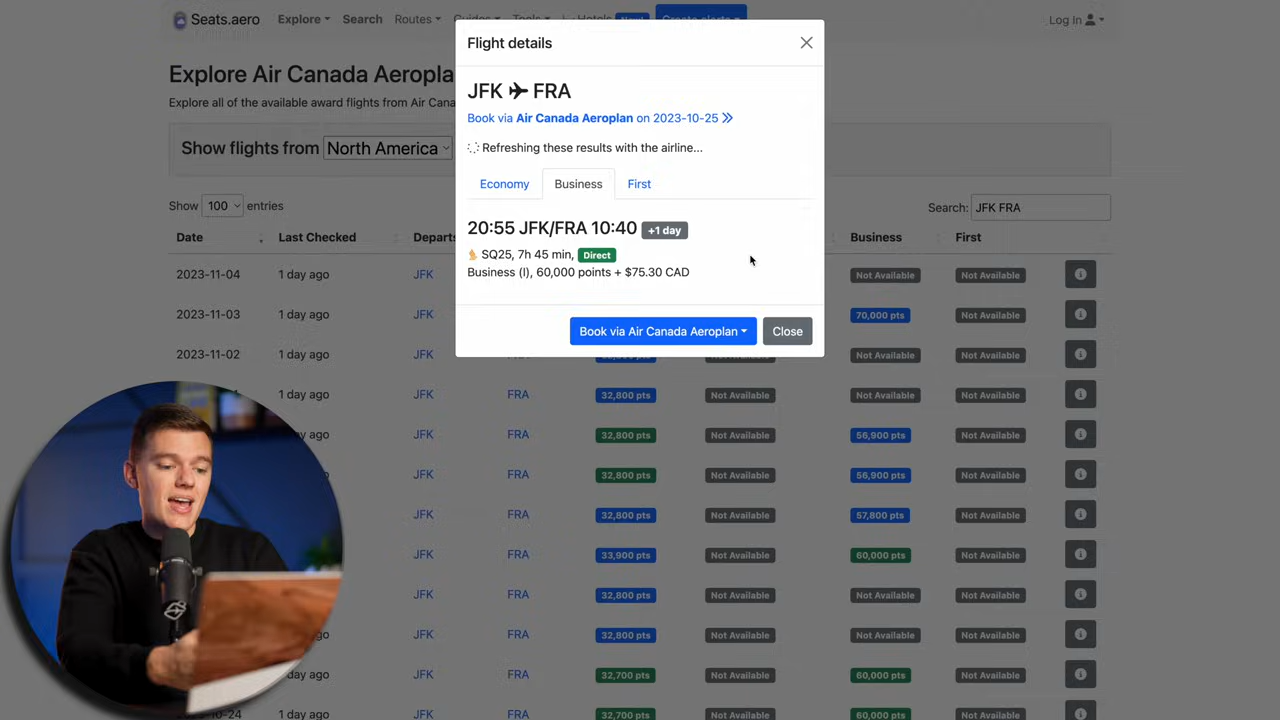 Seats.aero Explore Search Routes Guides Tools Hotels New! Create alerts Log In
Flight details
Explore Air Canada Aeropla
Explore all of the available award flights from Air Cana
JFK FRA
Book via Air Canada Aeroplan on 2023-10-25
Refreshing these results with the airline...
Show flights from North America
Economy Business First
Show 100 entries Search: JFK FRA
20:55 JFK/FRA 10:40 +1 day
SQ25, 7h 45 min, Direct
Business (I), 60,000 points + $75.30 CAD
Book via Air Canada Aeroplan Close
Date Last Checked Departs Business First
2023-11-04 1 day ago JFK Not Available Not Available
2023-11-03 1 day ago JFK 70,000 pts Not Available
2023-11-02 1 day ago JFK Not Available Not Available
1 day ago JFK FRA 32,800 pts Not Available Not Available Not Available
day ago JFK FRA 32,800 pts Not Available 56,900 pts Not Available
JFK FRA 32,800 pts Not Available 56,900 pts Not Available
JFK FRA 32,800 pts Not Available 57,800 pts Not Available
JFK FRA 33,900 pts Not Available 60,000 pts Not Available
JFK FRA 32,800 pts Not Available Not Available Not Available
JFK FRA 32,800 pts Not Available Not Available Not Available
ago JFK FRA 32,700 pts Not Available 60,000 pts Not Available
10-24 1 day ago JFK FRA 32,700 pts Not Available 60,000 pts Not Available